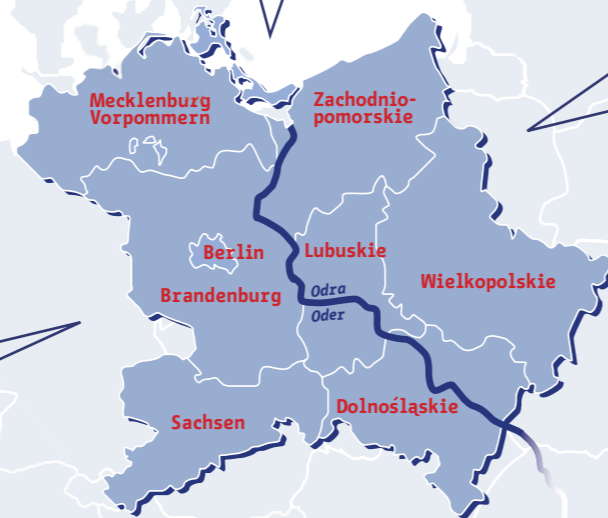 Mecklenburg
Vorpommern
Zachodnio-
pomorskie
Berlin
Lubuskie
Brandenburg
Wielkopolskie
Odra
Oder
Sachsen
Dolnośląskie